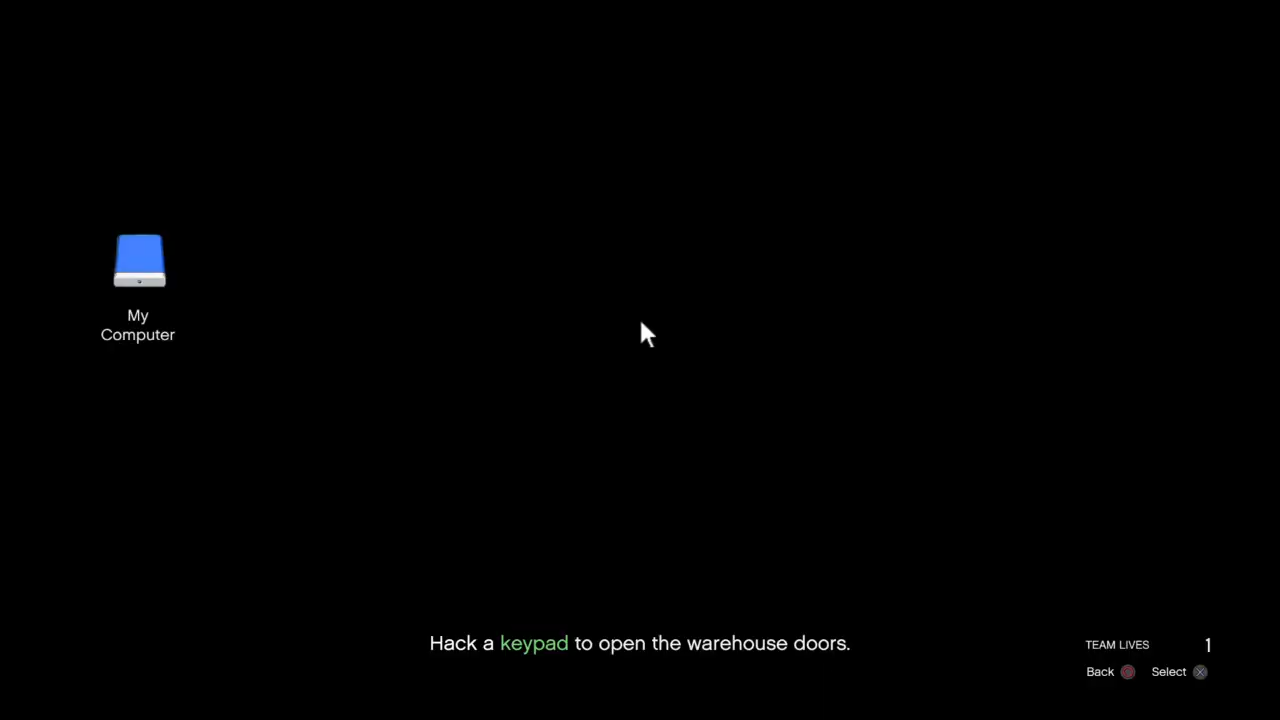 My
Computer
Hack a keypad to open the warehouse doors.
TEAM LIVES 1
Back Select